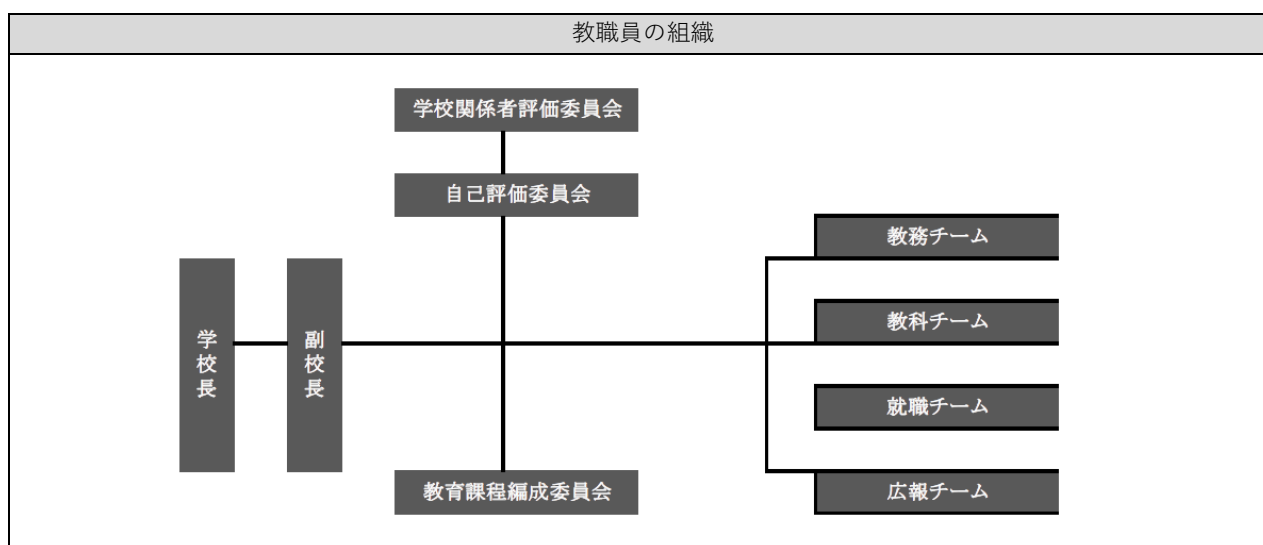 教職員の組織
学校関係者評価委員会
自己評価委員会
学校長
副校長
教務チーム
教科チーム
就職チーム
広報チーム
教育課程編成委員会